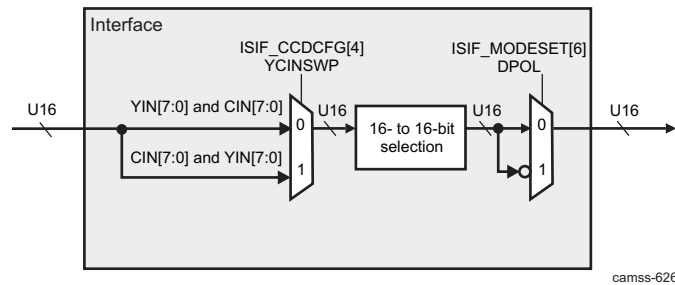 Interface
ISIF_CCDCFG[4]
YCINSWP
ISIF_MODESET[6]
DPOL
U16
YIN[7:0] and CIN[7:0]
0
U16
16- to 16-bit
selection
U16
0
U16
CIN[7:0] and YIN[7:0]
1
1
camss-626